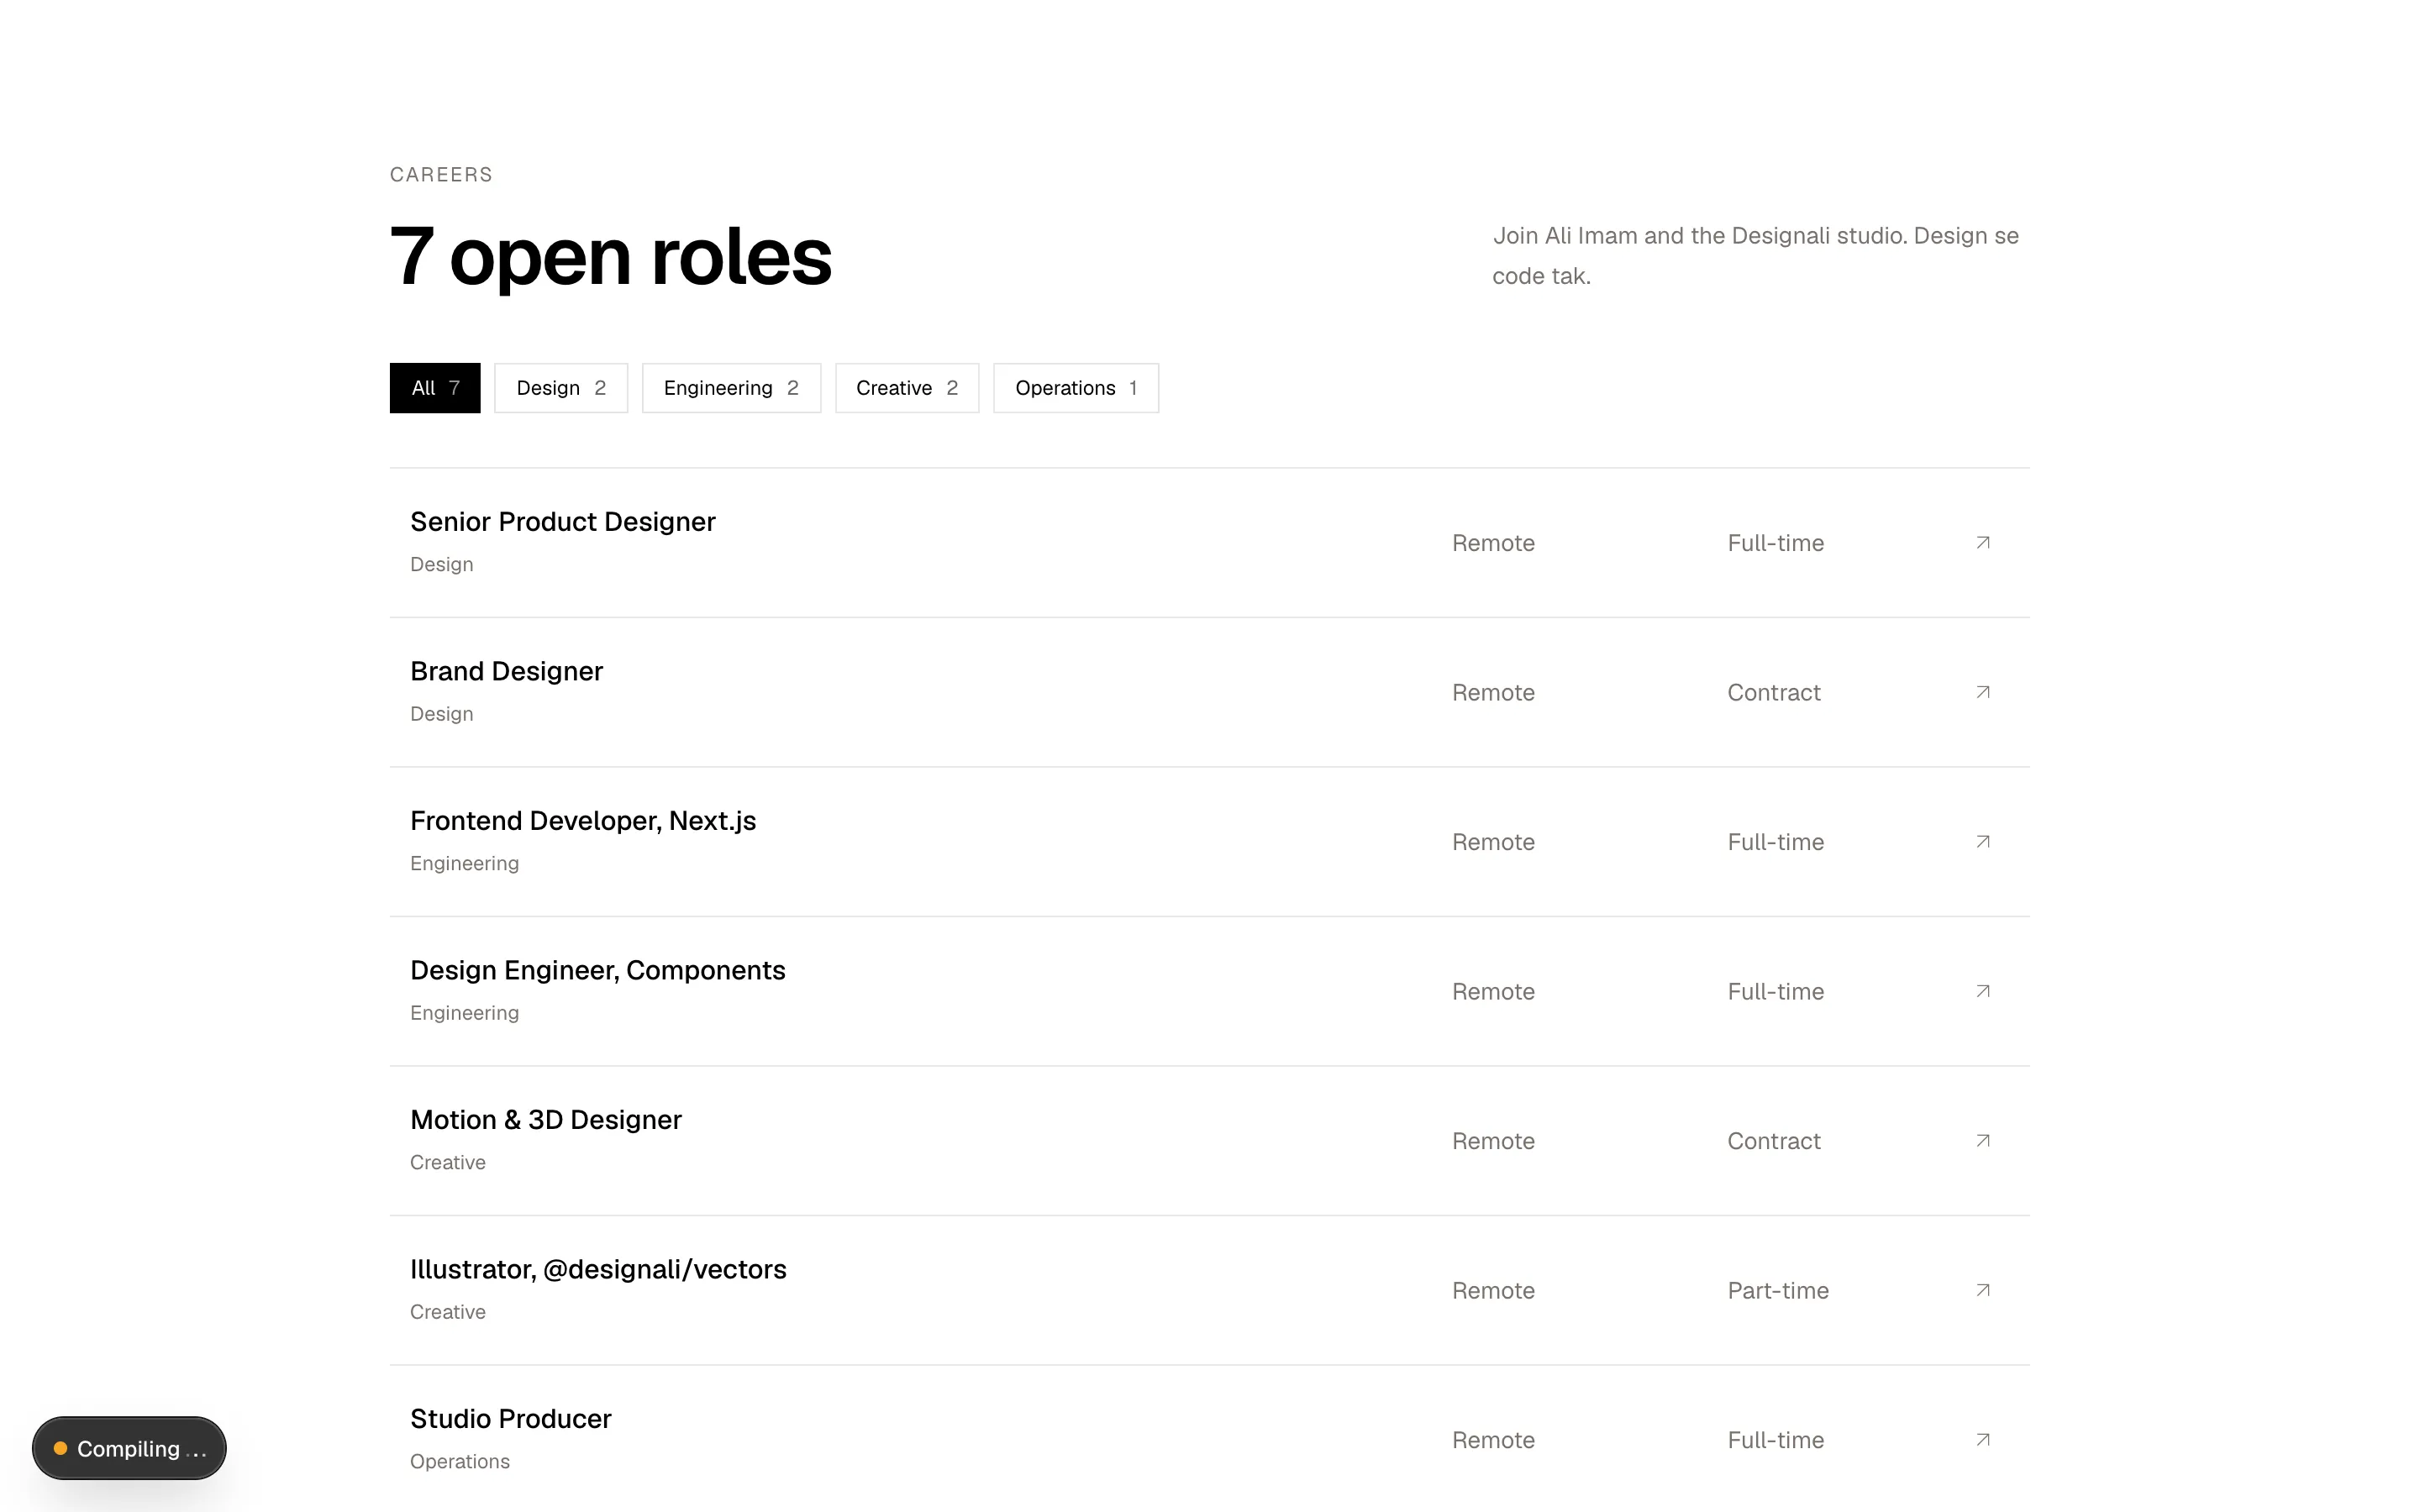 CAREERS
7 open roles
Join Ali Imam and the Designali studio. Design se
code tak.
All 7
Design 2
Engineering 2
Creative 2
Operations 1
Senior Product Designer
Design
Remote
Full-time
Brand Designer
Design
Remote
Contract
Frontend Developer, Next.js
Engineering
Remote
Full-time
Design Engineer, Components
Engineering
Remote
Full-time
Motion & 3D Designer
Creative
Remote
Contract
Illustrator, @designali/vectors
Creative
Remote
Part-time
Studio Producer
Operations
Remote
Full-time
Compiling ...